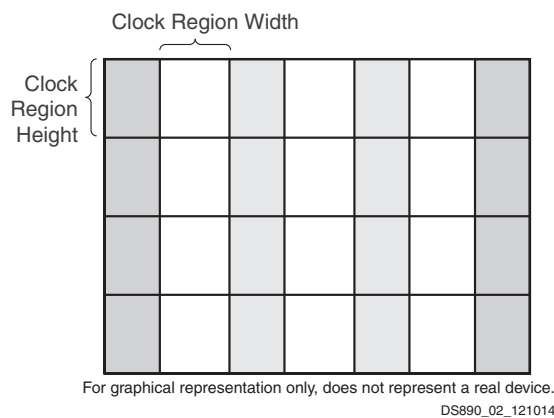 Clock Region Width
Clock
Region
Height
For graphical representation only, does not represent a real device.
DS890_02_121014